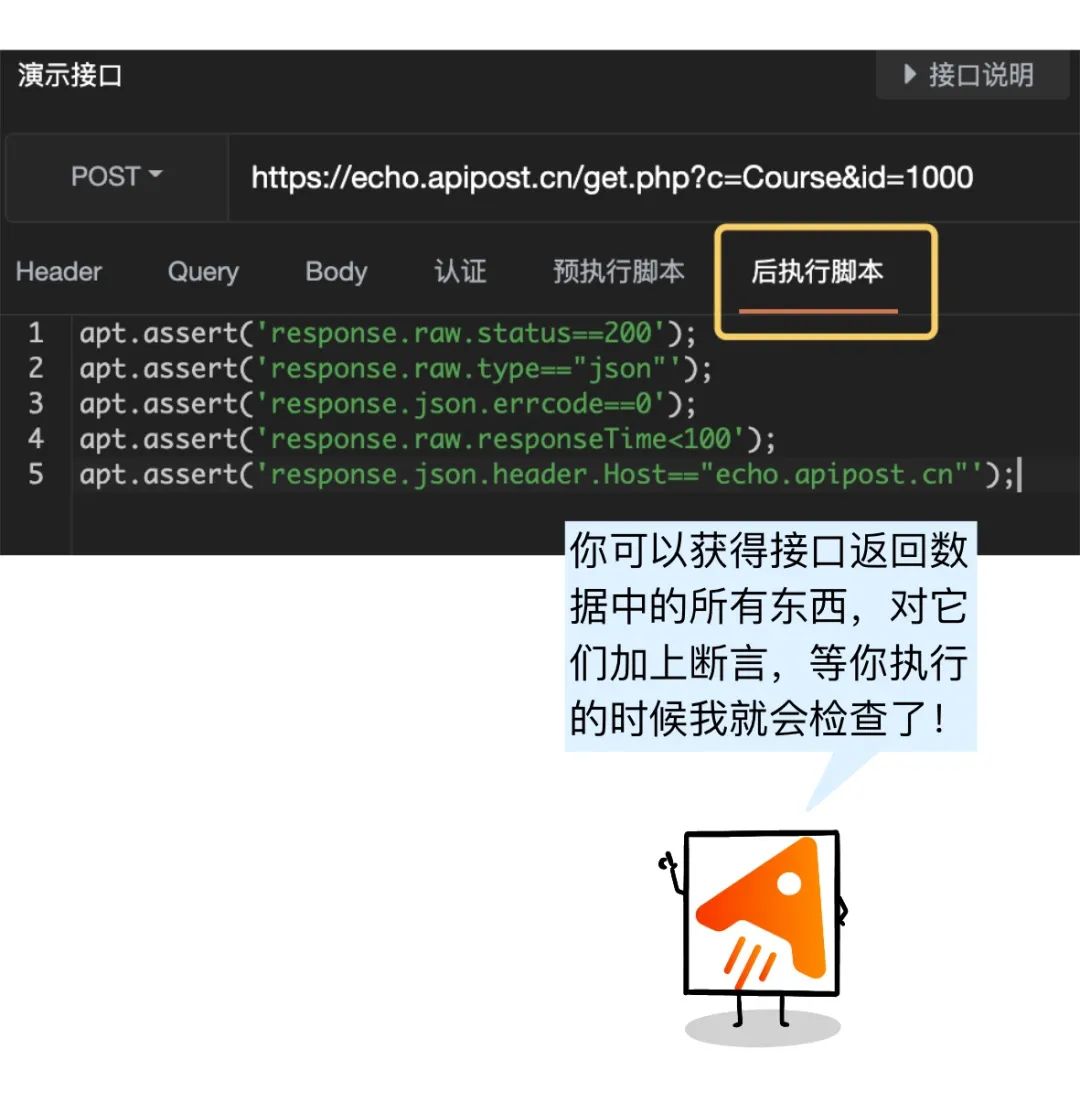 演示接口
接口说明
POST
https://echo.apipost.cn/get.php?c=Course&id=1000
Header Query Body 认证 预执行脚本 后执行脚本
1 apt.assert('response.raw.status==200');
2 apt.assert('response.raw.type=="json"');
3 apt.assert('response.json.errcode==0');
4 apt.assert('response.raw.responseTime<100');
5 apt.assert('response.json.header.Host=="echo.apipost.cn"');
你可以获得接口返回数
据中的所有东西，对它
们加上断言，等你执行
的时候我就会检查了！